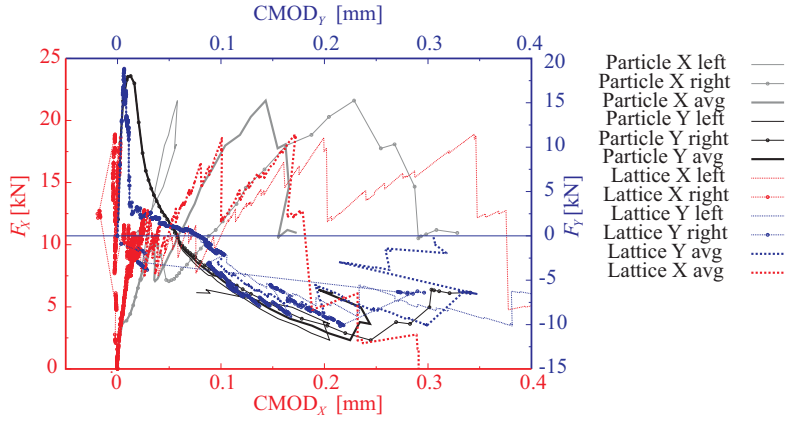 CMOD_Y [mm]
0 0.1 0.2 0.3 0.4
25 20 15 10 5 0
F_X [kN]
20 15 10 5 0 -5 -10 -15
F_Y [kN]
0 0.1 0.2 0.3 0.4
CMOD_X [mm]
Particle X left
Particle X right
Particle X avg
Particle Y left
Particle Y right
Particle Y avg
Lattice X left
Lattice X right
Lattice Y left
Lattice Y right
Lattice Y avg
Lattice X avg